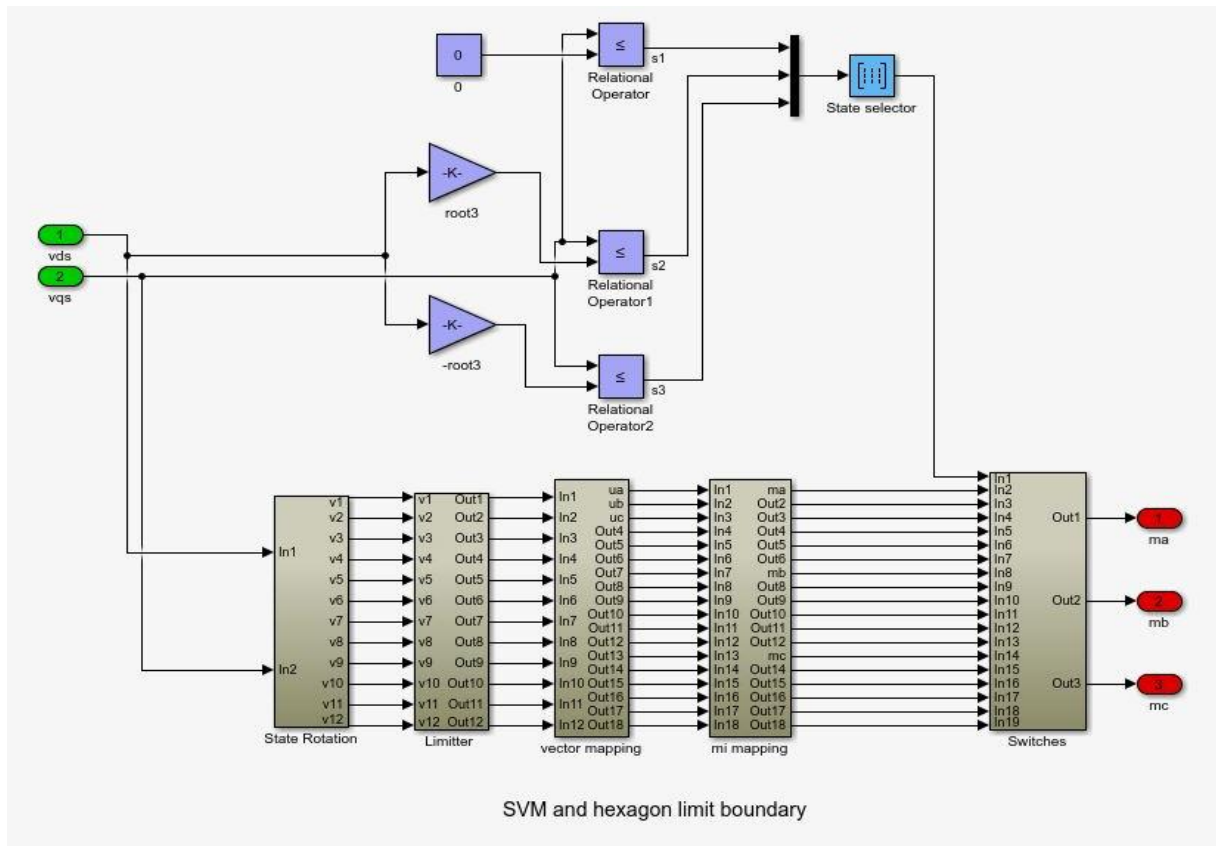 0
0
≤
s1
Relational
Operator
State selector
-K-
root3
1
vds
2
vqs
≤
s2
Relational
Operator1
-K-
-root3
≤
s3
Relational
Operator2
In1
In2
v1
v2
v3
v4
v5
v6
v7
v8
v9
v10
v11
v12
State Rotation
v1 Out1
v2 Out2
v3 Out3
v4 Out4
v5 Out5
v6 Out6
v7 Out7
v8 Out8
v9 Out9
v10 Out10
v11 Out11
v12 Out12
Limitter
In1
In2
In3
In4
In5
In6
In7
In8
In9
In10
In11
In12
ua
ub
uc
Out4
Out5
Out6
Out7
Out8
Out9
Out10
Out11
Out12
Out13
Out14
Out15
Out16
Out17
Out18
vector mapping
In1 ma
In2 Out2
In3 Out3
In4 Out4
In5 Out5
In6 Out6
In7 mb
In8 Out8
In9 Out9
In10 Out10
In11 Out11
In12 Out12
In13 mc
In14 Out14
In15 Out15
In16 Out16
In17 Out17
In18 Out18
mi mapping
In1
In2
In3
In4
In5
In6
In7
In8
In9
In10
In11
In12
In13
In14
In15
In16
In17
In18
In19
Out1
Out2
Out3
Switches
1
ma
2
mb
3
mc
SVM and hexagon limit boundary